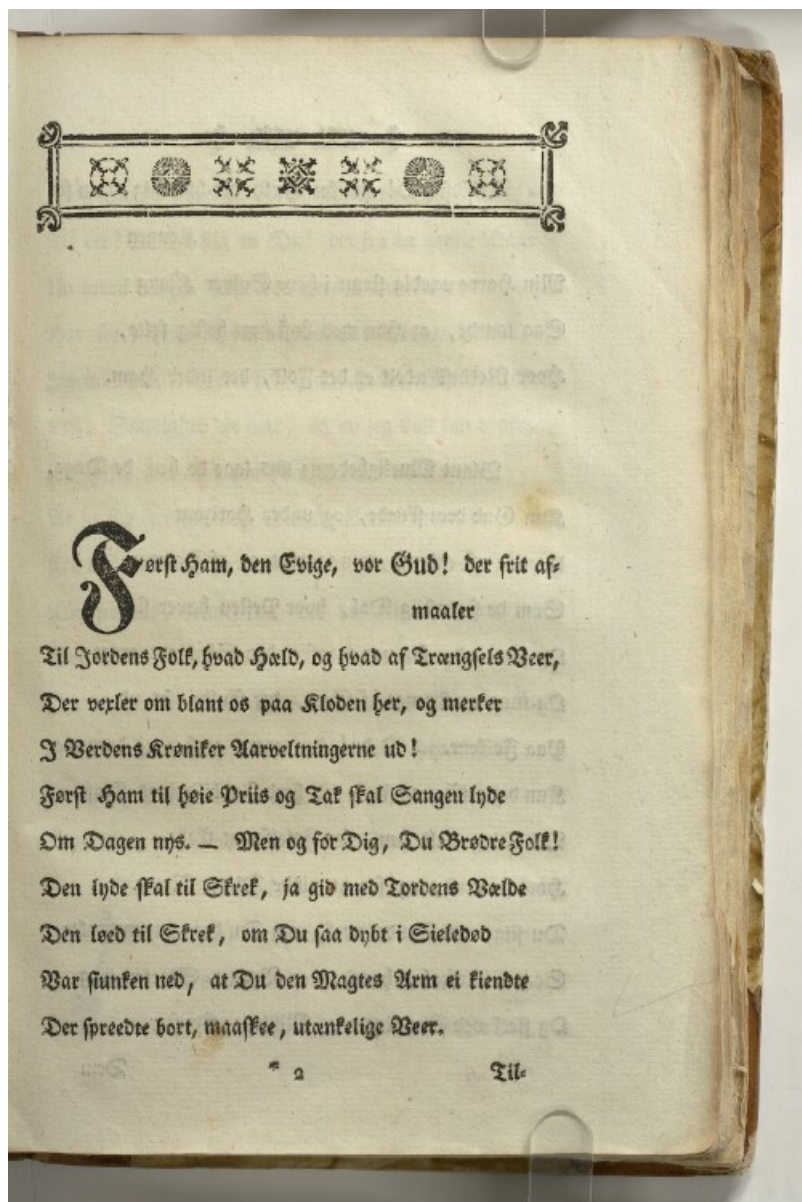 Først Ham, den Evige, vor Gud! der frit af-
maaler
Til Jordens Folk, hvad Hæld, og hvad af Trængsels Veer,
Der vexler om blant os paa Kloden her, og merker
I Verdens Krøniker Aarveltningerne ud!
Først Ham til høie Priis og Tak skal Sangen lyde
Om Dagen nys. — Men og for Dig, Du Brødre Folk!
Den lyde skal til Skrek, ja gid med Tordens Vælde
Den løed til Skrek, om Du saa dybt i Sieledød
Var siunken ned, at Du den Magtes Arm ei kiendte
Der spreedte bort, maaskee, utænkelige Veer.
* 2 Til-